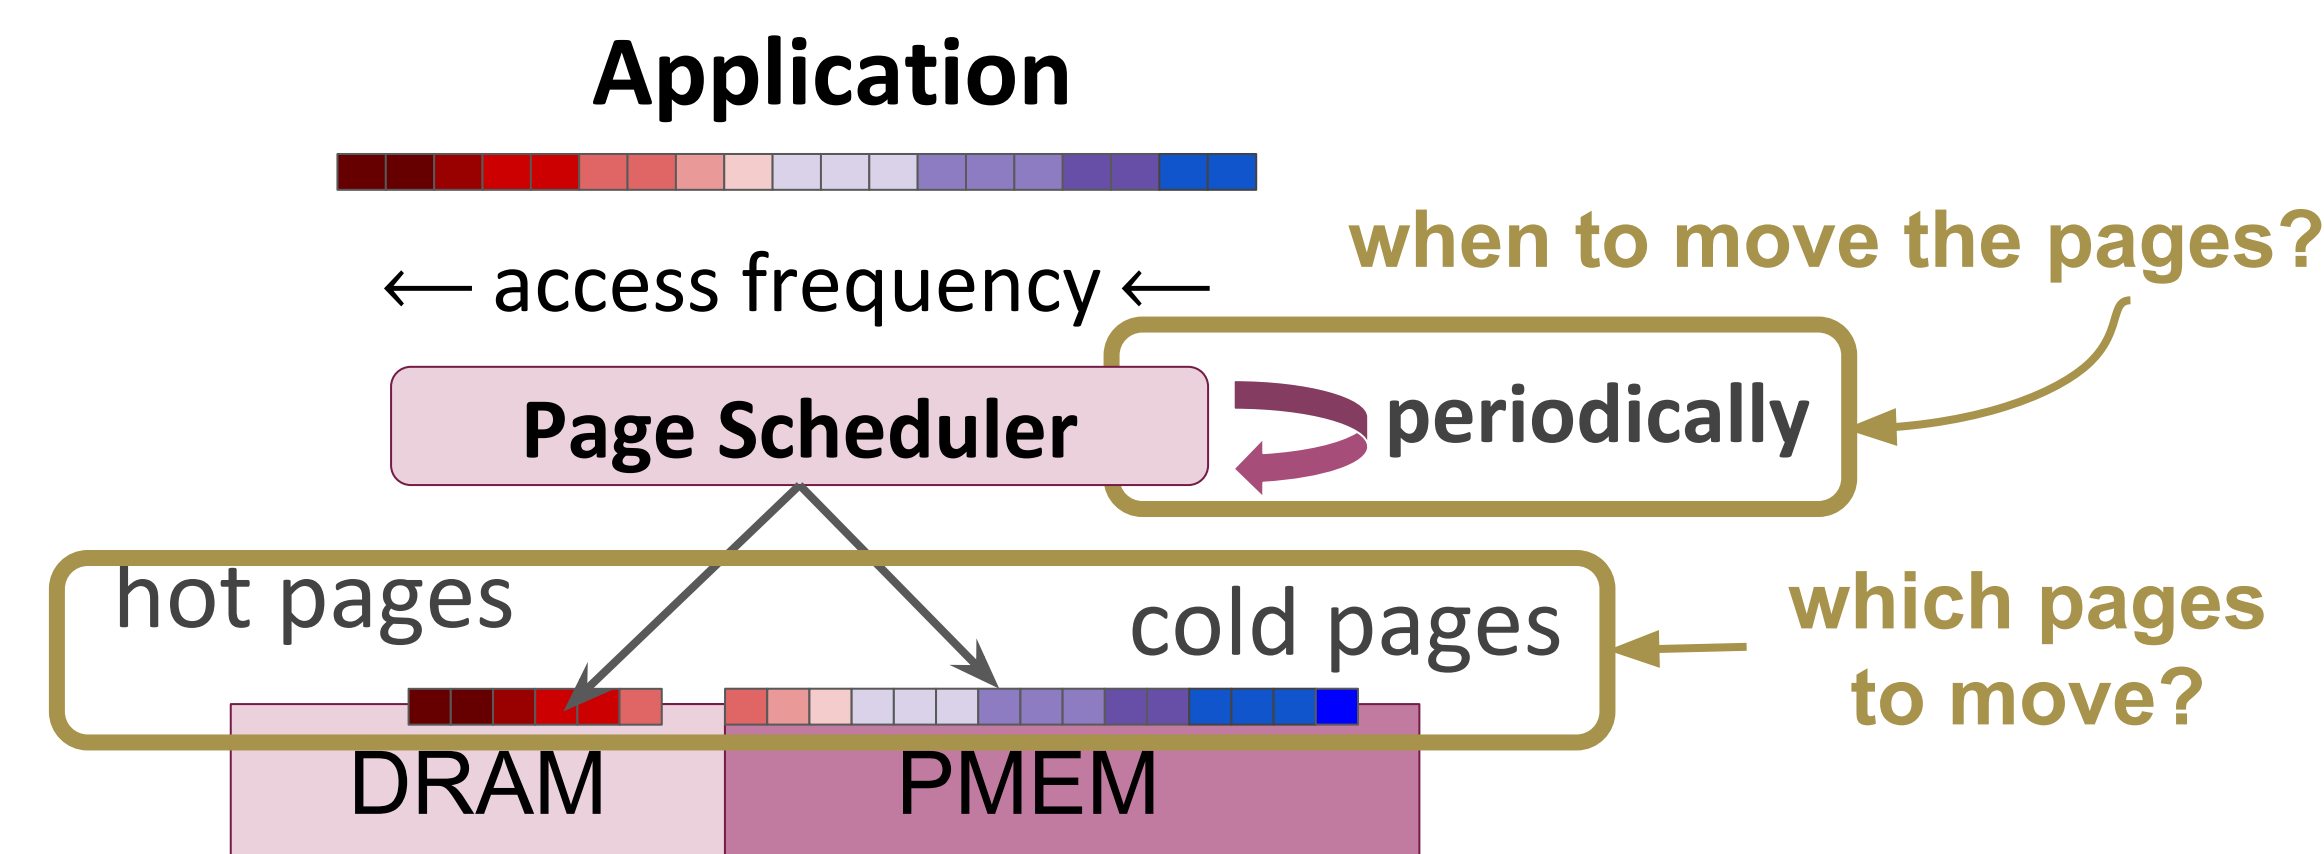 Application
← access frequency ←
when to move the pages?
Page Scheduler
periodically
hot pages
cold pages
which pages
to move?
DRAM
PMEM